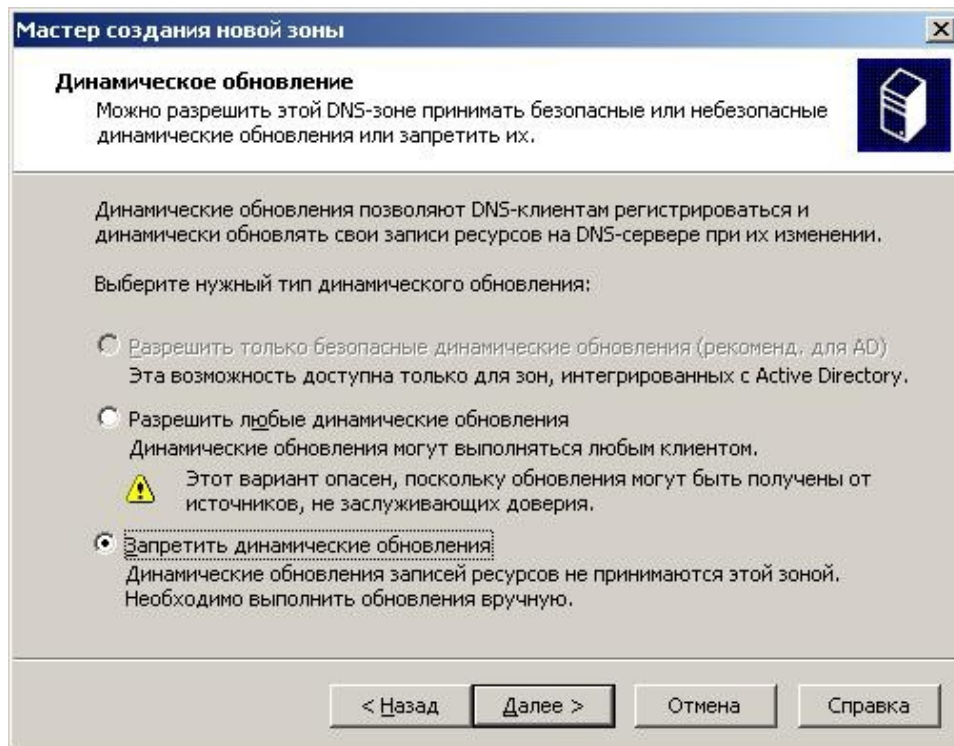 Мастер создания новой зоны
Динамическое обновление
Можно разрешить этой DNS-зоне принимать безопасные или небезопасные
динамические обновления или запретить их.
Динамические обновления позволяют DNS-клиентам регистрироваться и
динамически обновлять свои записи ресурсов на DNS-сервере при их изменении.
Выберите нужный тип динамического обновления:
Разрешить только безопасные динамические обновления (рекоменд. для AD)
Эта возможность доступна только для зон, интегрированных с Active Directory.
Разрешить любые динамические обновления
Динамические обновления могут выполняться любым клиентом.
Этот вариант опасен, поскольку обновления могут быть получены от
источников, не заслуживающих доверия.
Запретить динамические обновления
Динамические обновления записей ресурсов не принимаются этой зоной.
Необходимо выполнить обновления вручную.
< Назад Далее > Отмена Справка